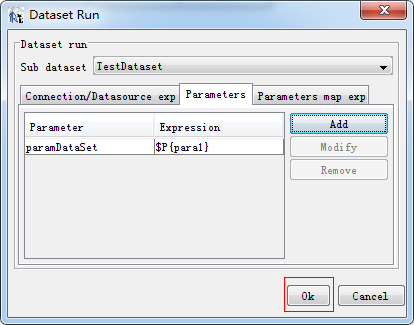 Dataset Run
Dataset run
Sub dataset TestDataset
Connection/Datasource exp Parameters Parameters map exp
Parameter Expression
paramDataSet $P{para1}
Add
Modify
Remove
Ok Cancel